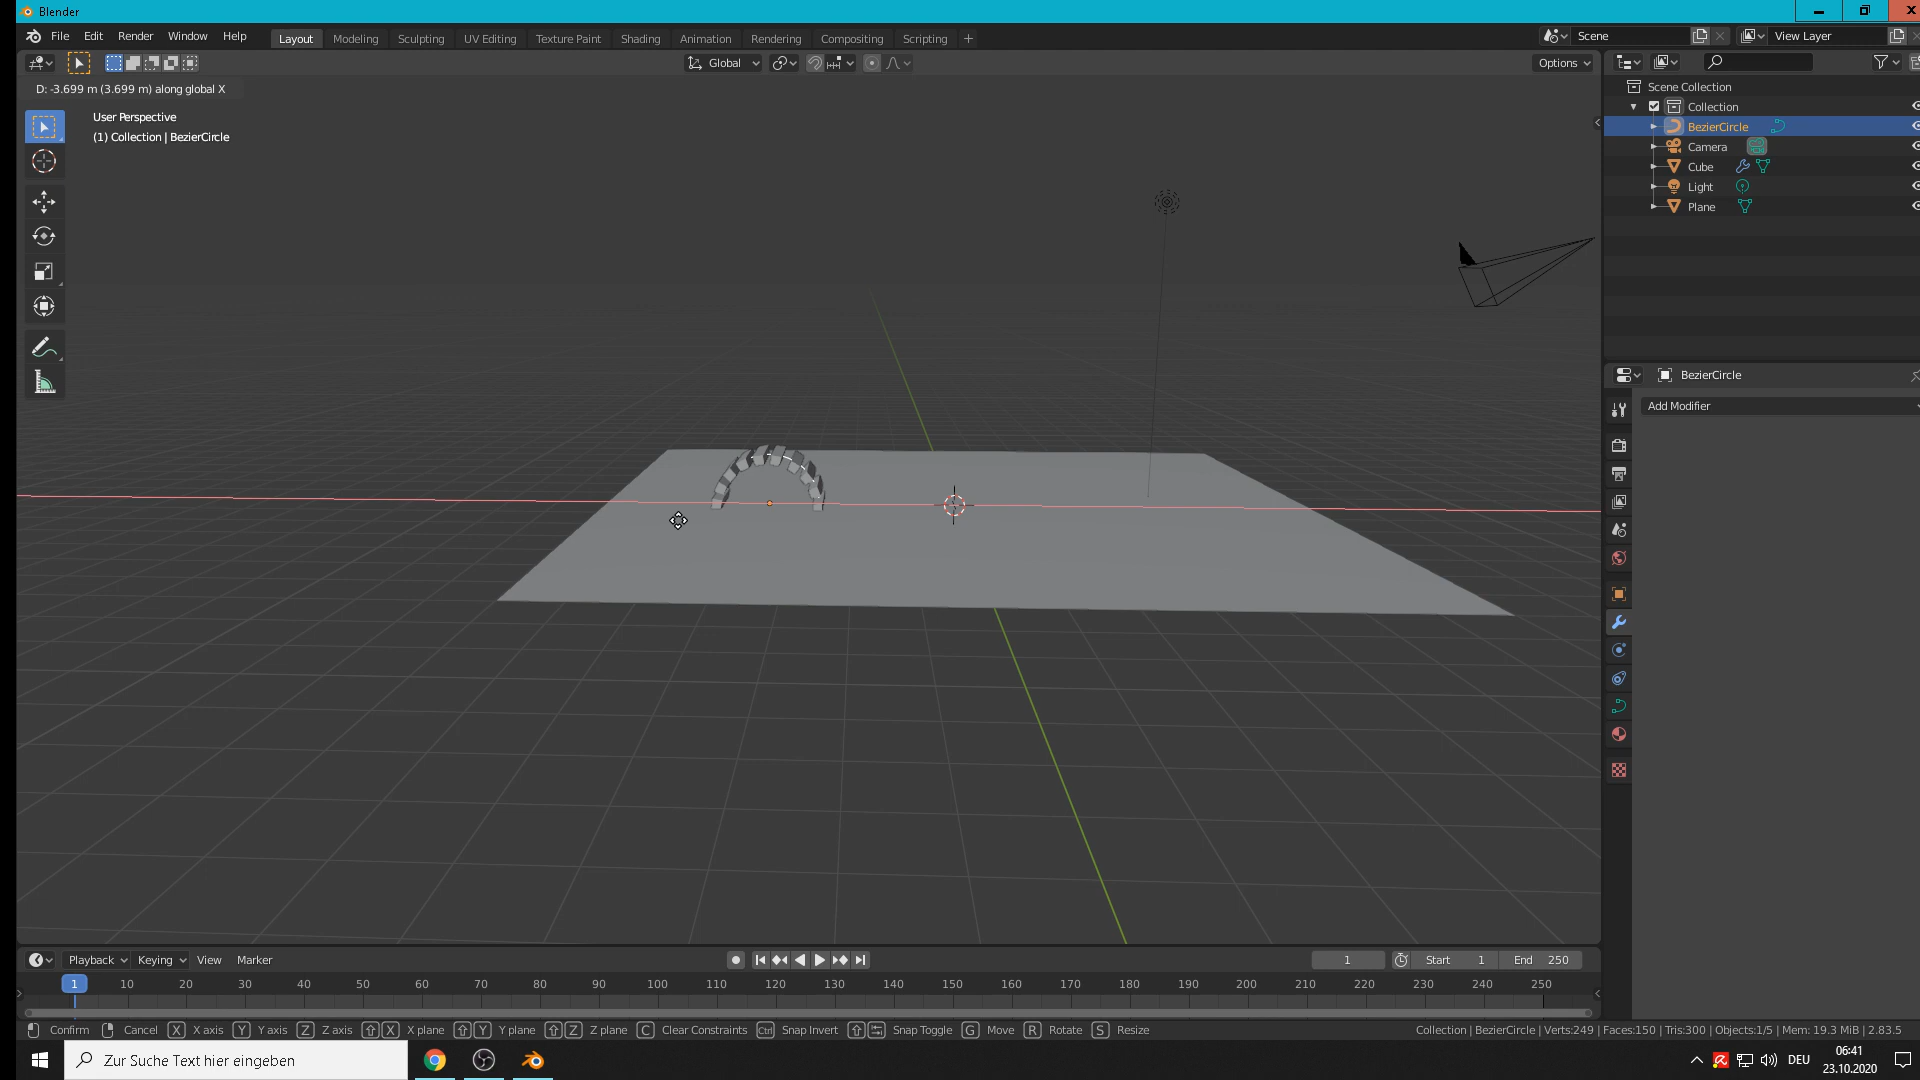 Blender
File Edit Render Window Help Layout Modeling Sculpting UV Editing Texture Paint Shading Animation Rendering Compositing Scripting + Scene View Layer
Global Options
D: -3.699 m (3.699 m) along global X
User Perspective
(1) Collection | BezierCircle
Scene Collection
Collection
BezierCircle
Camera
Cube
Light
Plane
BezierCircle
Add Modifier
Playback Keying View Marker 1 Start 1 End 250
1 10 20 30 40 50 60 70 80 90 100 110 120 130 140 150 160 170 180 190 200 210 220 230 240 250
Confirm Cancel X X axis Y Y axis Z Z axis X X plane Y Y plane Z Z plane C Clear Constraints Ctrl Snap Invert Snap Toggle G Move R Rotate S Resize Collection | BezierCircle | Verts:249 | Faces:150 | Tris:300 | Objects:1/5 | Mem: 19.3 MiB | 2.83.5
Zur Suche Text hier eingeben
DEU
06:41
23.10.2020